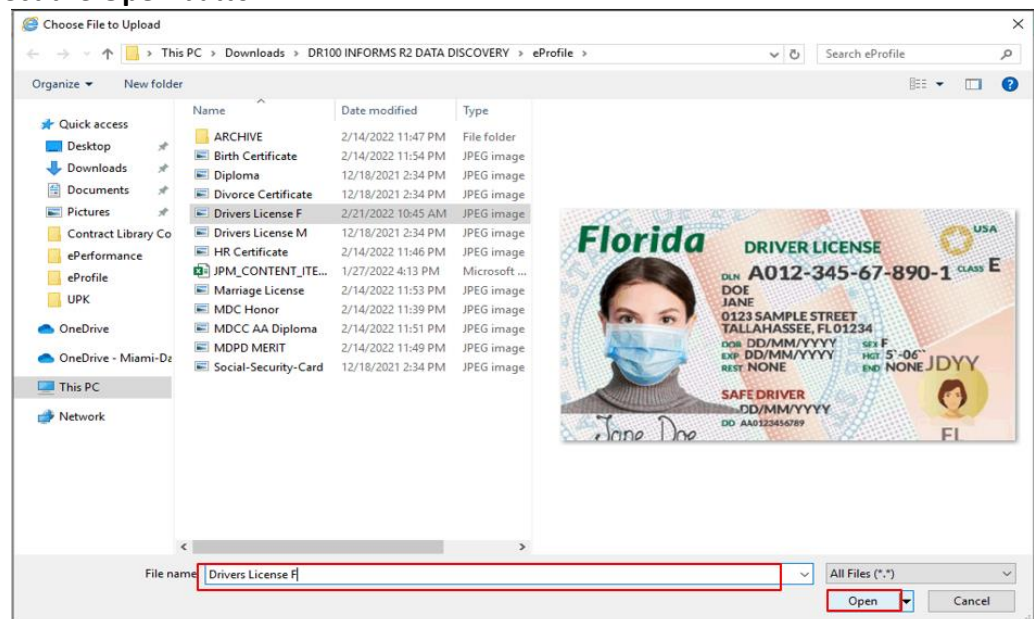 Choose File to Upload
This PC > Downloads > DR100 INFORMS R2 DATA DISCOVERY > eProfile >
Search eProfile
Organize
New folder
Name Date modified Type
Quick access
Desktop
Downloads
Documents
Pictures
Contract Library Co
ePerformance
eProfile
UPK
OneDrive
OneDrive - Miami-Da
This PC
Network
ARCHIVE 2/14/2022 11:47 PM File folder
Birth Certificate 2/14/2022 11:54 PM JPEG image
Diploma 12/18/2021 2:34 PM JPEG image
Divorce Certificate 12/18/2021 2:34 PM JPEG image
Drivers License F 2/21/2022 10:45 AM JPEG image
Drivers License M 12/18/2021 2:34 PM JPEG image
HR Certificate 2/14/2022 11:46 PM JPEG image
JPM_CONTENT_ITE... 1/27/2022 4:13 PM Microsoft ...
Marriage License 2/14/2022 11:53 PM JPEG image
MDC Honor 2/14/2022 11:39 PM JPEG image
MDCC AA Diploma 2/14/2022 11:51 PM JPEG image
MDPD MERIT 2/14/2022 11:49 PM JPEG image
Social-Security-Card 12/18/2021 2:34 PM JPEG image
Florida DRIVER LICENSE USA
DLN A012-345-67-890-1 CLASS E
DOE
JANE
0123 SAMPLE STREET
TALLAHASSEE, FL 01234
DOB DD/MM/YYYY SEX F
EXP DD/MM/YYYY HGT 5'-06"
REST NONE END NONE JDYY
SAFE DRIVER
DD/MM/YYYY
DD AA0123456789
Jane Doe
FL
File name Drivers License F
All Files (*.*)
Open Cancel